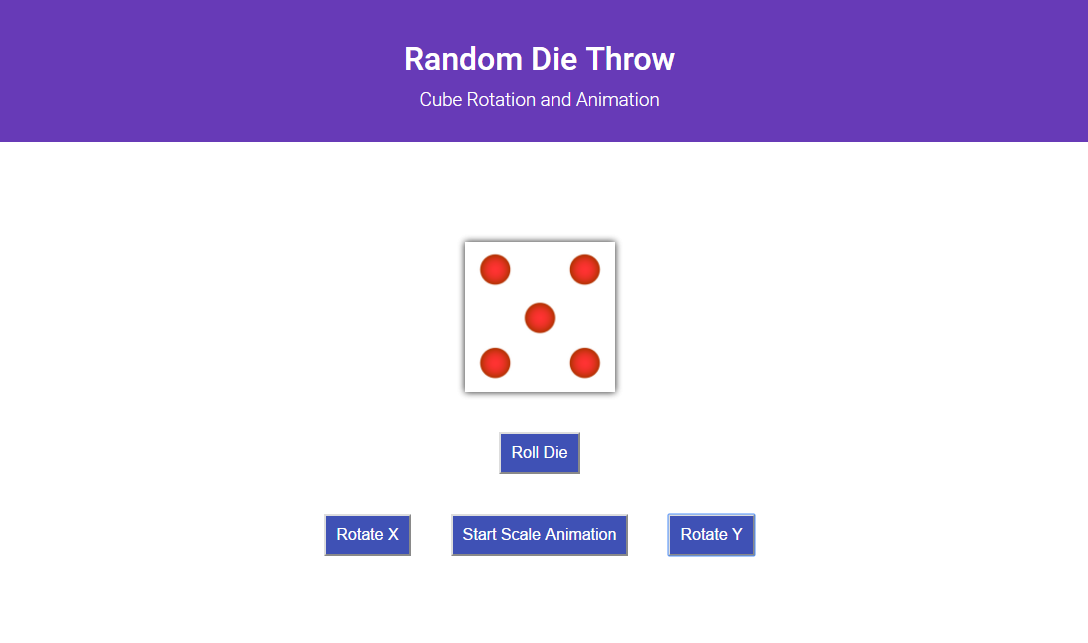 Random Die Throw
Cube Rotation and Animation
Roll Die
Rotate X
Start Scale Animation
Rotate Y